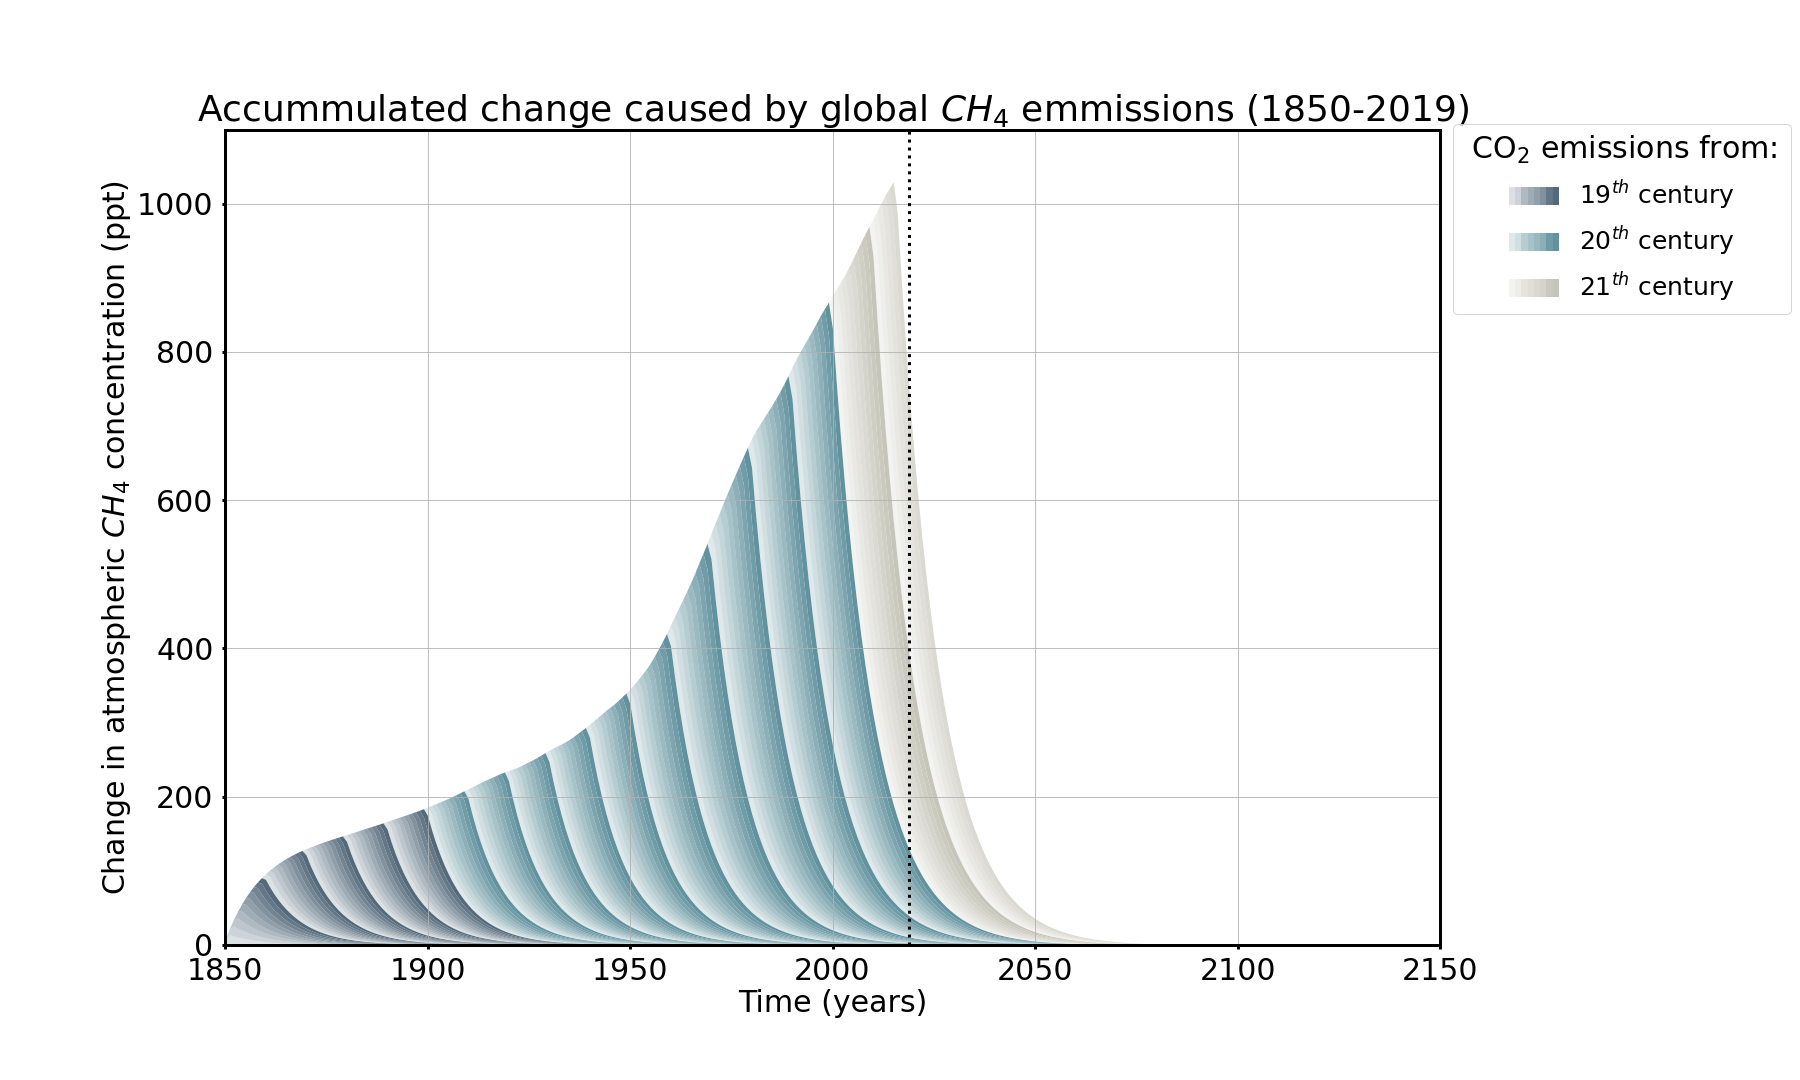 Accummulated change caused by global CH₄ emmissions (1850-2019)
CO₂ emissions from:
19ᵗʰ century
20ᵗʰ century
21ᵗʰ century
Change in atmospheric CH₄ concentration (ppt)
1000
800
600
400
200
0
1850 1900 1950 2000 2050 2100 2150
Time (years)